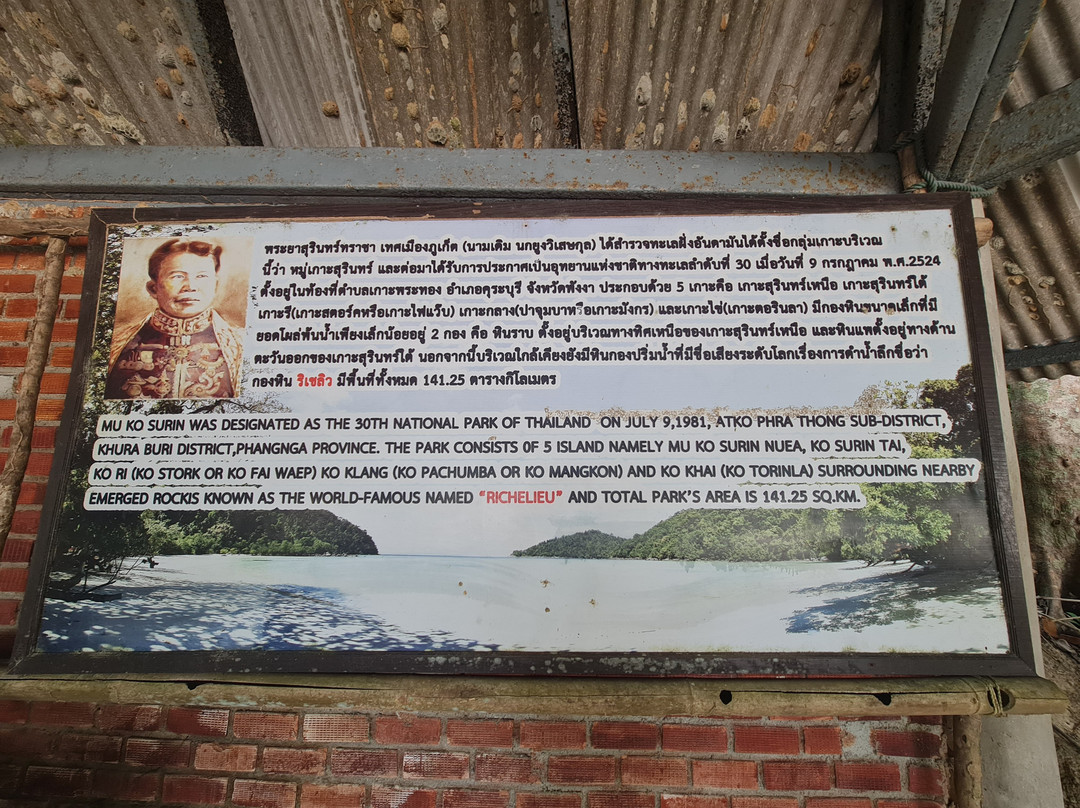 พระยาสุรินทร์ทราชา เทศเมืองภูเก็ต (นามเดิม นกยูงวิเสษกุล) ได้สำรวจทะเลฝั่งอันดามันได้ตั้งชื่อกลุ่มเกาะบริเวณ
นี้ว่า หมู่เกาะสุรินทร์ และต่อมาได้รับการประกาศเป็นอุทยานแห่งชาติทางทะเลลำดับที่ 30 เมื่อวันที่ 9 กรกฎาคม พ.ศ.2524
ตั้งอยู่ในท้องที่ตำบลเกาะพระทอง อำเภอคุระบุรี จังหวัดพังงา ประกอบด้วย 5 เกาะคือ เกาะสุรินทร์เหนือ เกาะสุรินทร์ใต้
เกาะรี(เกาะสตอร์คหรือเกาะไฟแว๊บ) เกาะกลาง(ปาจุมบาหรือเกาะมังกร) และเกาะไข่(เกาะตอรินลา) มีกองหินขนาดเล็กที่มี
ยอดโผล่พ้นน้ำเพียงเล็กน้อยอยู่ 2 กอง คือ หินราบ ตั้งอยู่บริเวณทางทิศเหนือของเกาะสุรินทร์เหนือ และหินแพตั้งอยู่ทางด้าน
ตะวันออกของเกาะสุรินทร์ใต้ นอกจากนี้บริเวณใกล้เคียงยังมีหินกองปริ่มน้ำที่มีชื่อเสียงระดับโลกเรื่องการดำน้ำลึกชื่อว่า
กองหิน ริเชลิว มีพื้นที่ทั้งหมด 141.25 ตารางกิโลเมตร
MU KO SURIN WAS DESIGNATED AS THE 30TH NATIONAL PARK OF THAILAND ON JULY 9,1981, ATKO PHRA THONG SUB-DISTRICT,
KHURA BURI DISTRICT,PHANGNGA PROVINCE. THE PARK CONSISTS OF 5 ISLAND NAMELY MU KO SURIN NUEA, KO SURIN TAI,
KO RI (KO STORK OR KO FAI WAEP) KO KLANG (KO PACHUMBA OR KO MANGKON) AND KO KHAI (KO TORINLA) SURROUNDING NEARBY
EMERGED ROCKIS KNOWN AS THE WORLD-FAMOUS NAMED "RICHELIEU" AND TOTAL PARK'S AREA IS 141.25 SQ.KM.